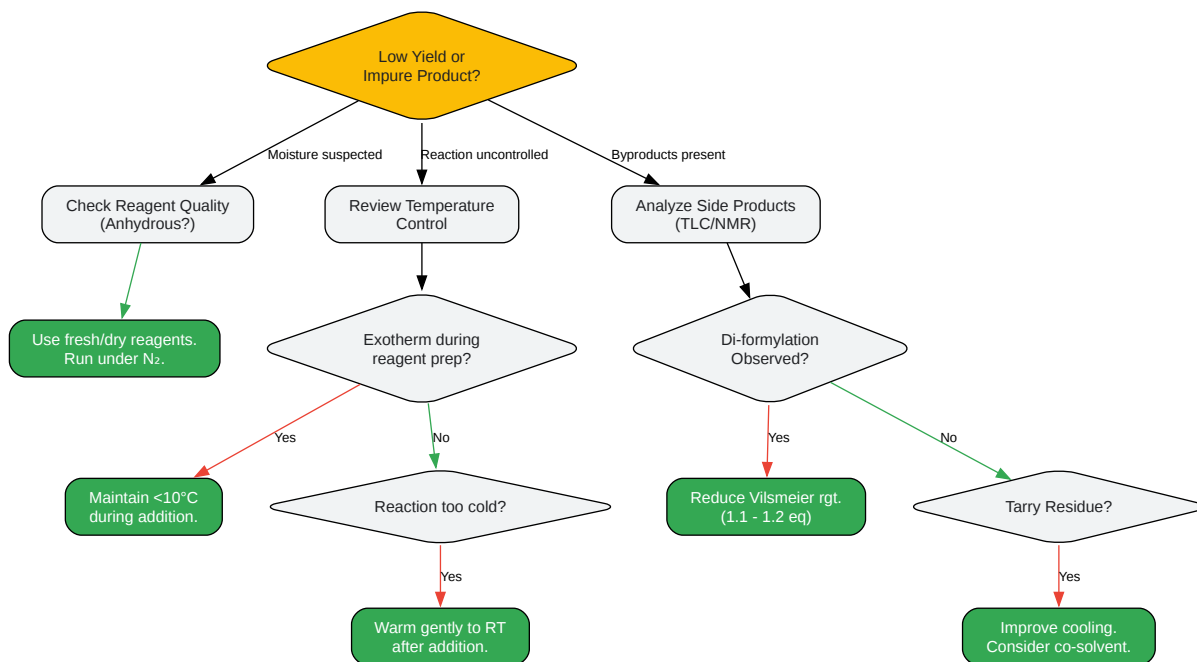 Low Yield or
Impure Product?
Moisture suspected
Reaction uncontrolled
Byproducts present
Check Reagent Quality
(Anhydrous?)
Review Temperature
Control
Analyze Side Products
(TLC/NMR)
Use fresh/dry reagents.
Run under N₂.
Exotherm during
reagent prep?
Di-formylation
Observed?
Yes
No
Yes
No
Maintain <10°C
during addition.
Reaction too cold?
Reduce Vilsmeier rgt.
(1.1 - 1.2 eq)
Tarry Residue?
Yes
Yes
Warm gently to RT
after addition.
Improve cooling.
Consider co-solvent.